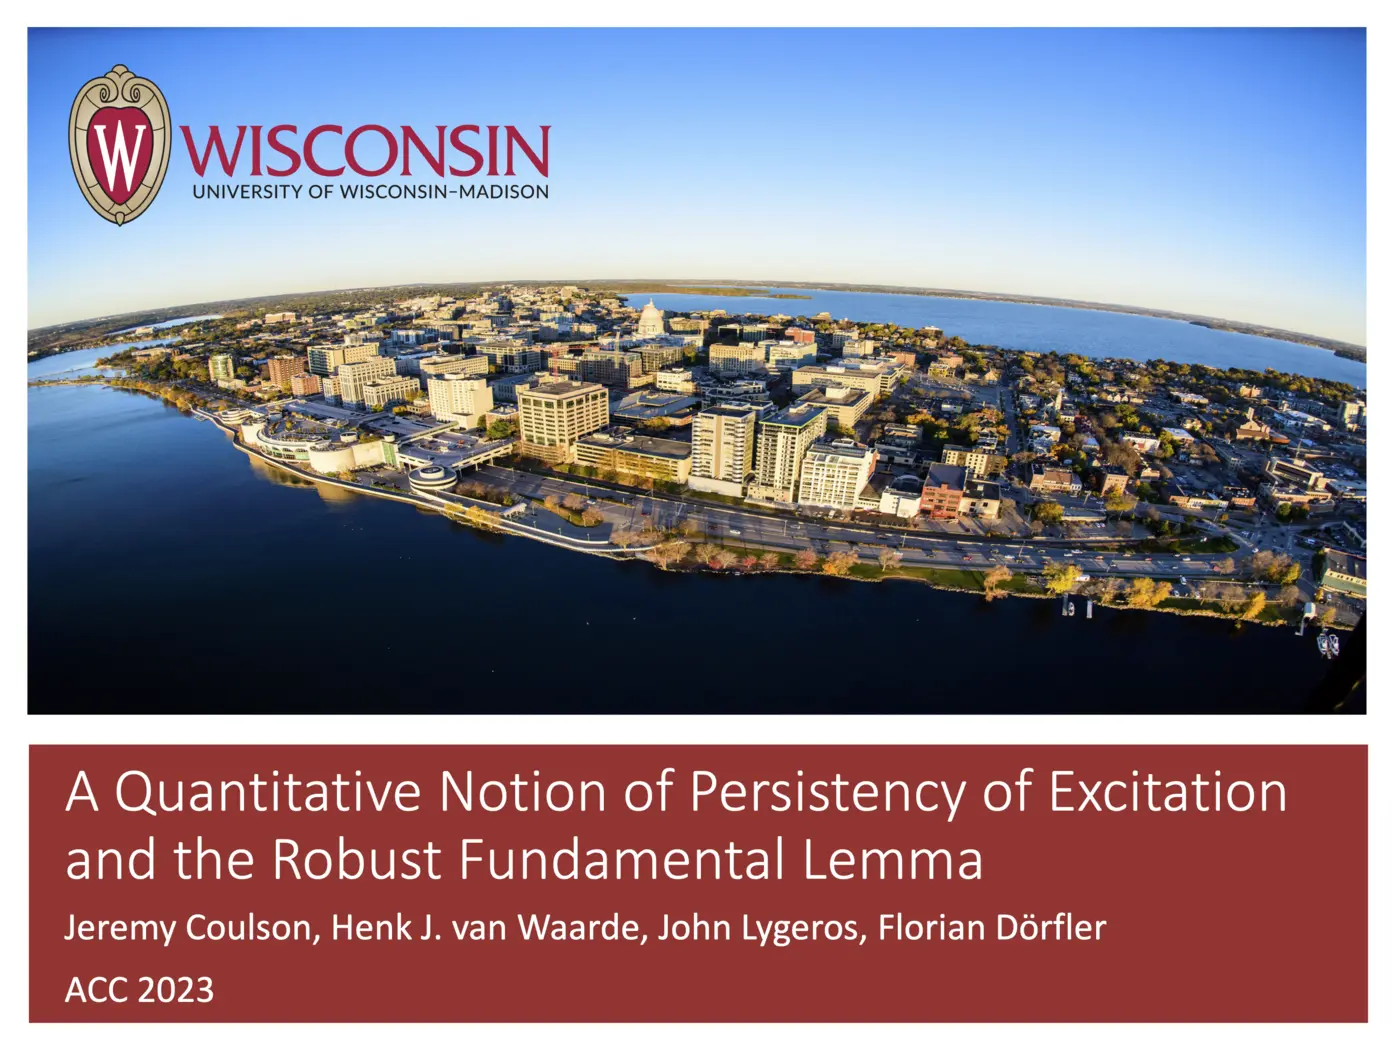 W
WISCONSIN
UNIVERSITY OF WISCONSIN–MADISON
A Quantitative Notion of Persistency of Excitation
and the Robust Fundamental Lemma
Jeremy Coulson, Henk J. van Waarde, John Lygeros, Florian Dörfler
ACC 2023